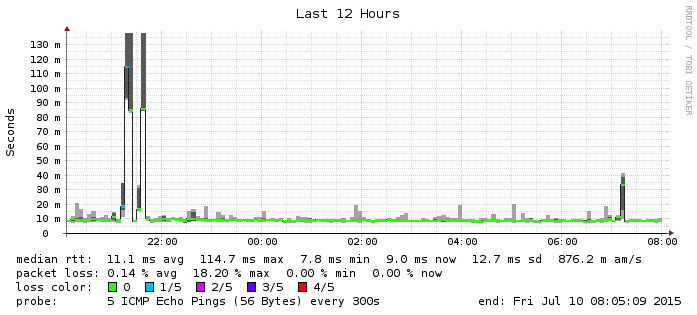 Last 12 Hours
RRDTOOL / TOBI OETIKER
Seconds
130 m
120 m
110 m
100 m
90 m
80 m
70 m
60 m
50 m
40 m
30 m
20 m
10 m
0
22:00 00:00 02:00 04:00 06:00 08:00
median rtt: 11.1 ms avg 114.7 ms max 7.8 ms min 9.0 ms now 12.7 ms sd 876.2 m am/s
packet loss: 0.14 % avg 18.20 % max 0.00 % min 0.00 % now
loss color: 0 1/5 2/5 3/5 4/5
probe: 5 ICMP Echo Pings (56 Bytes) every 300s end: Fri Jul 10 08:05:09 2015